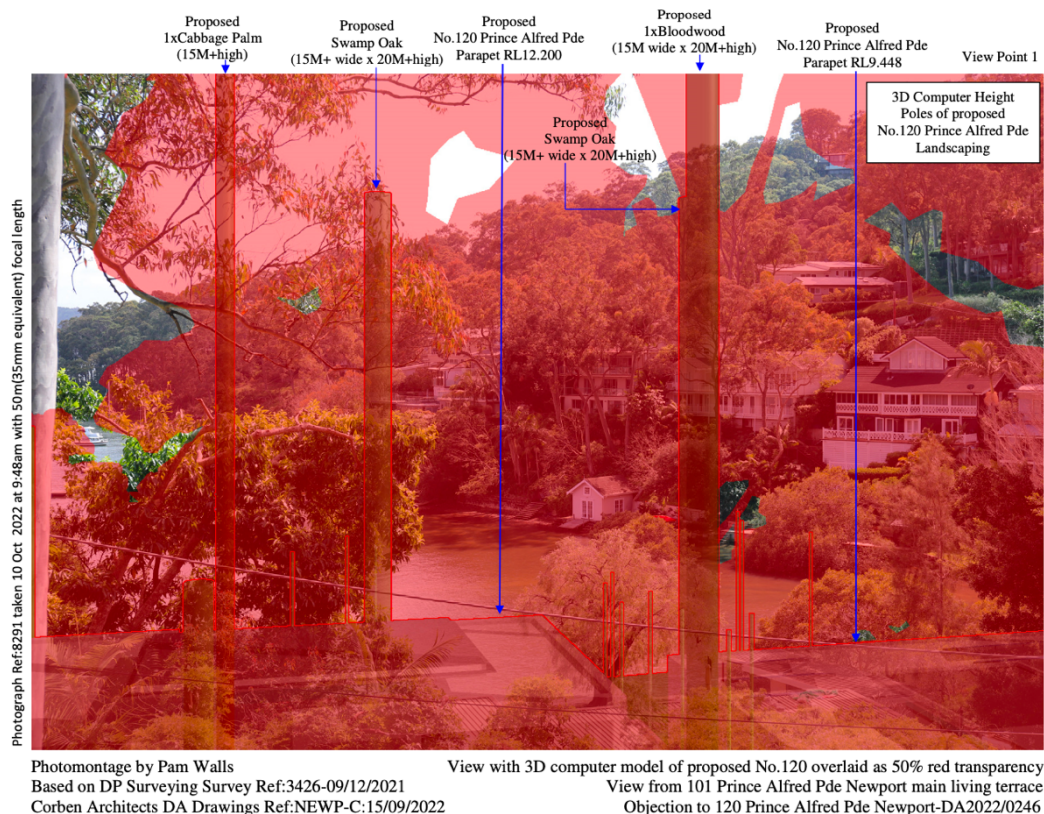 Proposed
1xCabbage Palm
(15M+high)
Proposed
Swamp Oak
(15M+ wide x 20M+high)
Proposed
No.120 Prince Alfred Pde
Parapet RL12.200
Proposed
1xBloodwood
(15M wide x 20M+high)
Proposed
No.120 Prince Alfred Pde
Parapet RL9.448
View Point 1
3D Computer Height
Poles of proposed
No.120 Prince Alfred Pde
Landscaping
Proposed
Swamp Oak
(15M+ wide x 20M+high)
Photograph Ref:8291 taken 10 Oct 2022 at 9:48am with 50m(35mm equivalent) focal length
Photomontage by Pam Walls
Based on DP Surveying Survey Ref:3426-09/12/2021
Corben Architects DA Drawings Ref:NEWP-C:15/09/2022
View with 3D computer model of proposed No.120 overlaid as 50% red transparency
View from 101 Prince Alfred Pde Newport main living terrace
Objection to 120 Prince Alfred Pde Newport-DA2022/0246